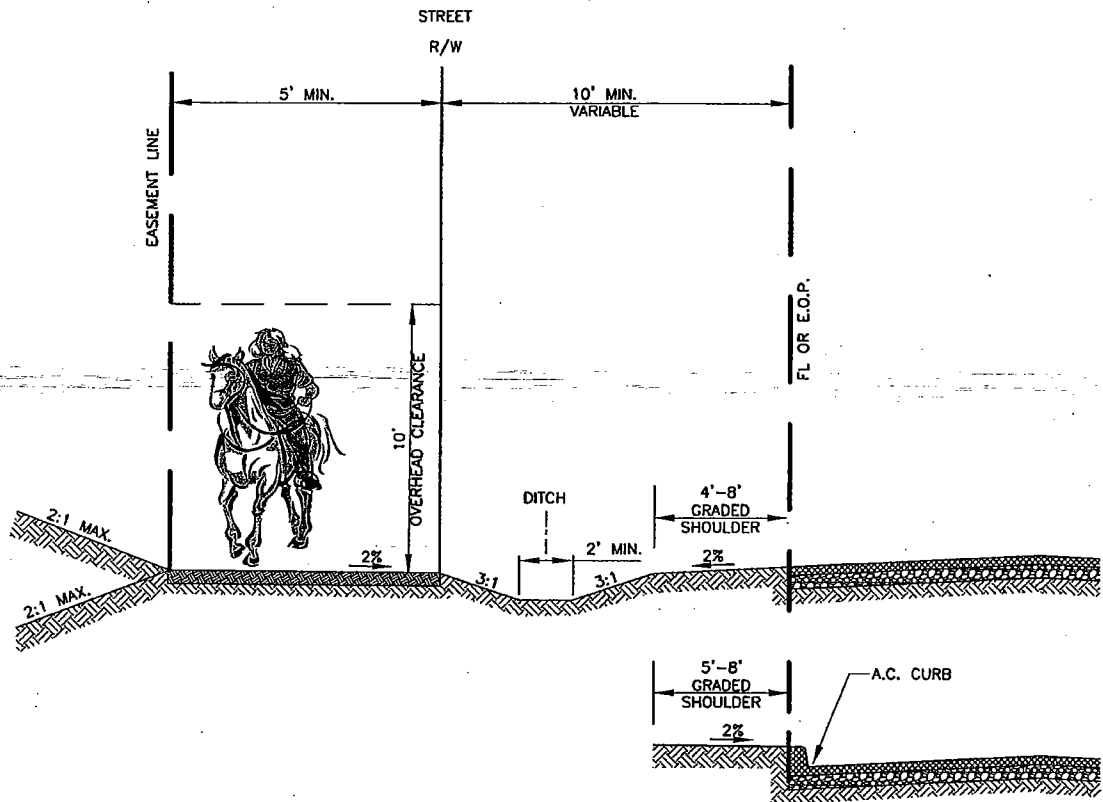 STREET
R/W
5' MIN.
10' MIN.
VARIABLE
EASEMENT LINE
FL OR E.O.P.
10'
OVERHEAD CLEARANCE
DITCH
4'-8'
GRADED
SHOULDER
2:1 MAX.
2%
2' MIN.
2%
3:1
3:1
2:1 MAX.
5'-8'
GRADED
SHOULDER
A.C. CURB
2%